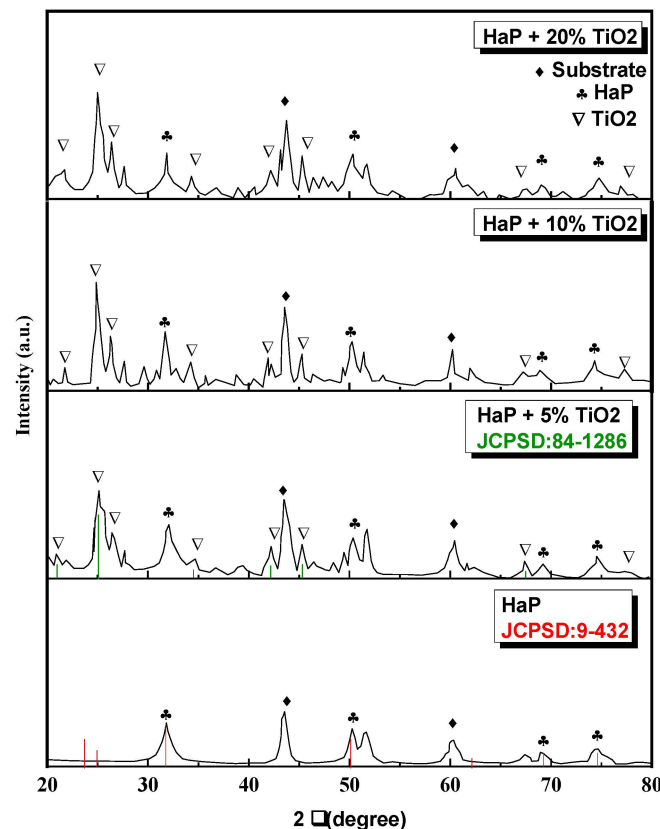 HaP + 20% TiO2
♦ Substrate
♣ HaP
▽ TiO2
HaP + 10% TiO2
HaP + 5% TiO2
JCPSD:84-1286
HaP
JCPSD:9-432
Intensity (a.u.)
20 30 40 50 60 70 80
2 ❑(degree)